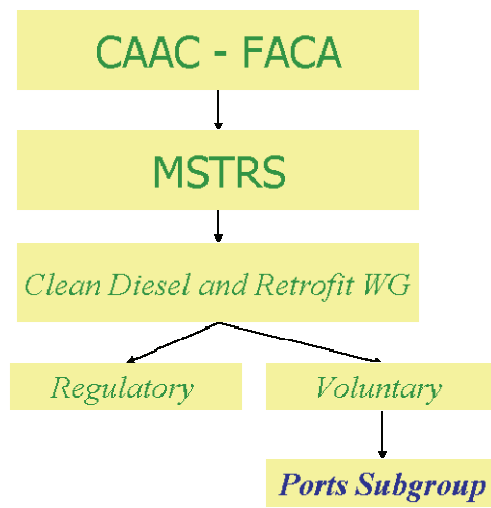 CAAC - FACA
MSTRS
Clean Diesel and Retrofit WG
Regulatory
Voluntary
Ports Subgroup